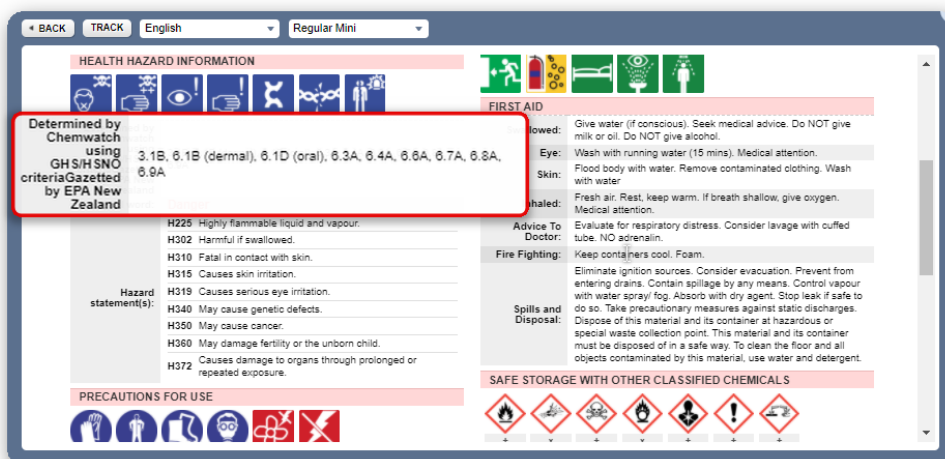 BACK
TRACK
English
Regular Mini
HEALTH HAZARD INFORMATION
Determined by
Chemwatch
using
GHS/HSNO
criteriaGazetted
by EPA New
Zealand
3.1B, 6.1B (dermal), 6.1D (oral), 6.3A, 6.4A, 6.6A, 6.7A, 6.8A,
6.9A
H225 Highly flammable liquid and vapour.
H302 Harmful if swallowed.
H310 Fatal in contact with skin.
H315 Causes skin irritation.
Hazard
statement(s):
H319 Causes serious eye irritation.
H340 May cause genetic defects.
H350 May cause cancer.
H360 May damage fertility or the unborn child.
H372 Causes damage to organs through prolonged or
repeated exposure.
PRECAUTIONS FOR USE
FIRST AID
Give water (if conscious). Seek medical advice. Do NOT give
milk or oil. Do NOT give alcohol.
Eye: Wash with running water (15 mins). Medical attention.
Skin: Flood body with water. Remove contaminated clothing. Wash
with water
Fresh air. Rest, keep warm. If breath shallow, give oxygen.
Medical attention.
Advice To
Doctor:
Evaluate for respiratory distress. Consider lavage with cuffed
tube. NO adrenalin.
Fire Fighting: Keep containers cool. Foam.
Spills and
Disposal:
Eliminate ignition sources. Consider evacuation. Prevent from
entering drains. Contain spillage by any means. Control vapour
with water spray/ fog. Absorb with dry agent. Stop leak if safe to
do so. Take precautionary measures against static discharges.
Dispose of this material and its container at hazardous or
special waste collection point. This material and its container
must be disposed of in a safe way. To clean the floor and all
objects contaminated by this material, use water and detergent.
SAFE STORAGE WITH OTHER CLASSIFIED CHEMICALS
+ x + x + + +